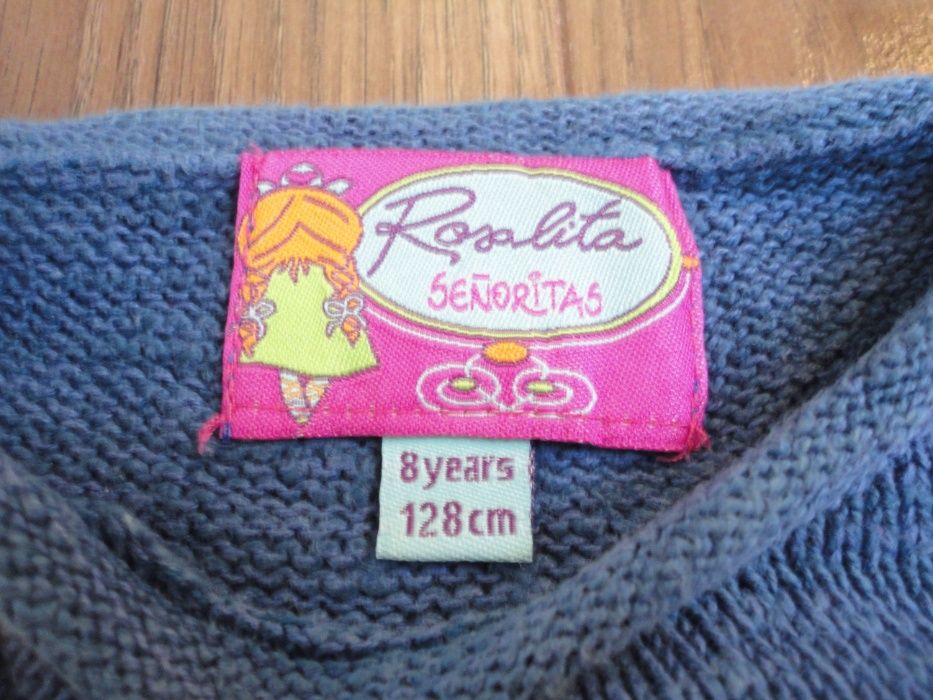 Rosalita
SEÑORITAS
8 years
128 cm